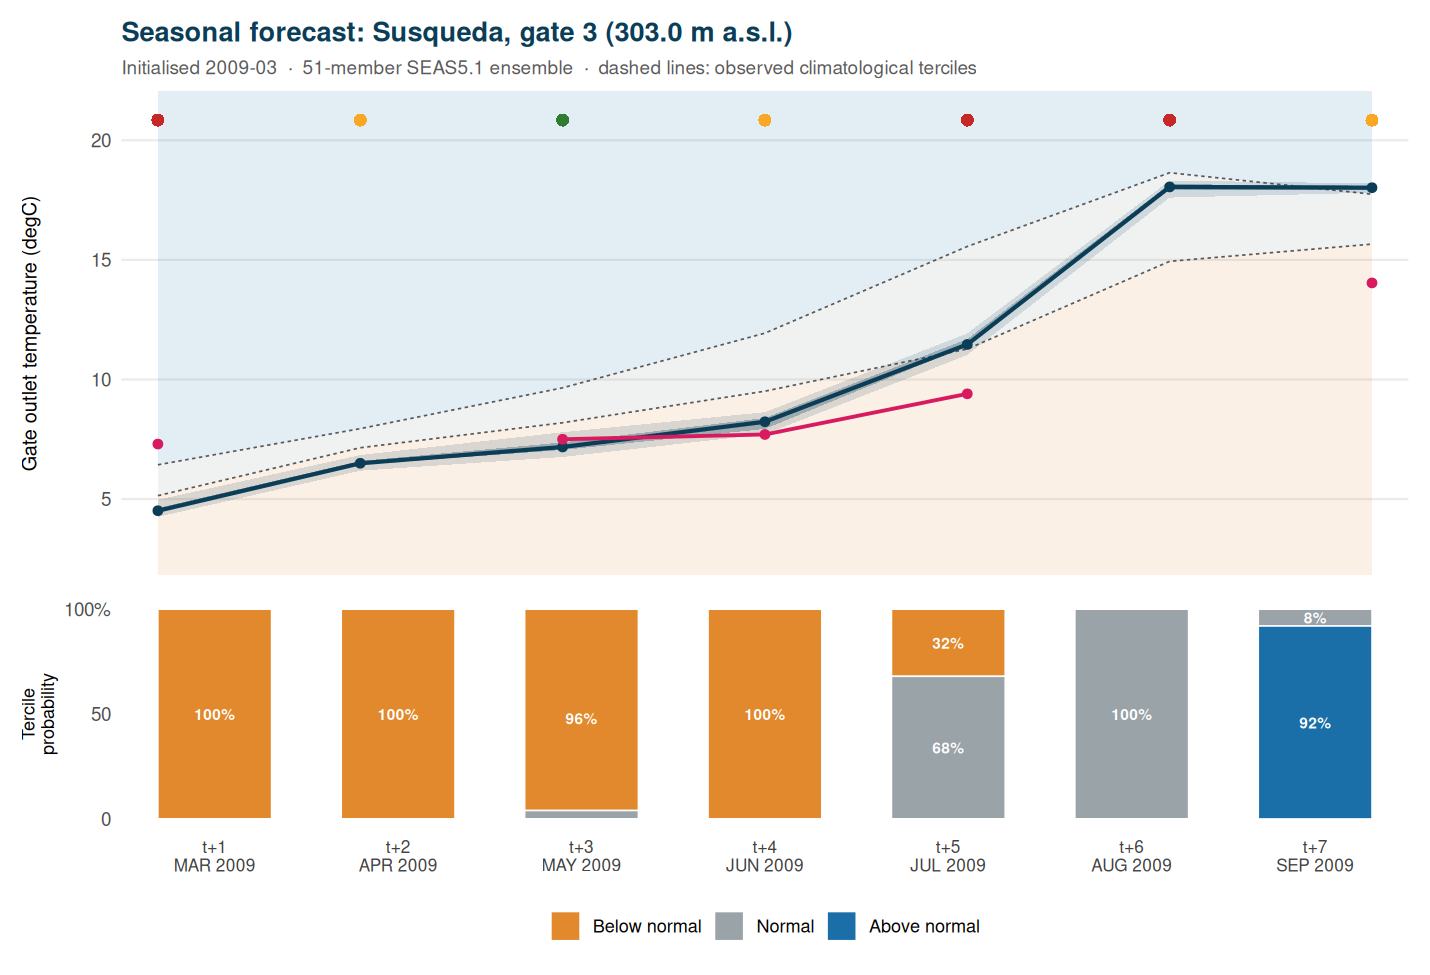 Seasonal forecast: Susqueda, gate 3 (303.0 m a.s.l.)
Initialised 2009-03 · 51-member SEAS5.1 ensemble · dashed lines: observed climatological terciles
Gate outlet temperature (degC)
20
15
10
5
Tercile
probability
100%
50
0
100%
100%
96%
100%
32%
68%
100%
8%
92%
t+1
MAR 2009
t+2
APR 2009
t+3
MAY 2009
t+4
JUN 2009
t+5
JUL 2009
t+6
AUG 2009
t+7
SEP 2009
Below normal
Normal
Above normal